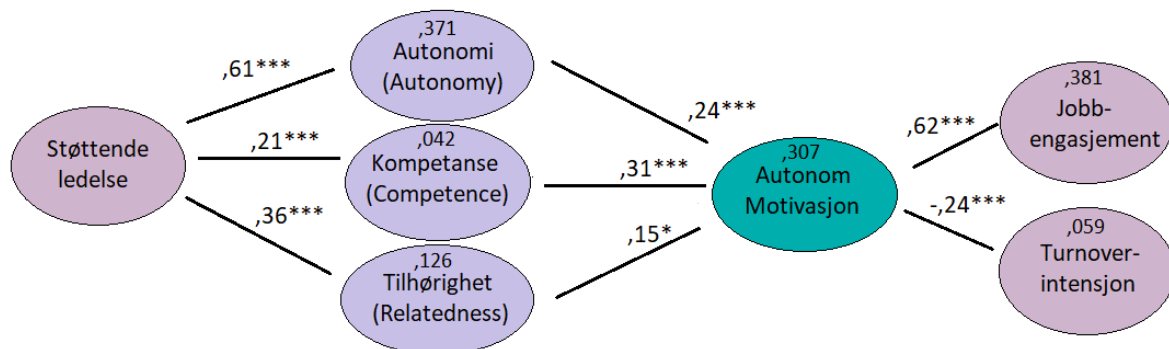 Støttende
ledelse
,61***
,21***
,36***
,371
Autonomi
(Autonomy)
,042
Kompetanse
(Competence)
,126
Tilhørighet
(Relatedness)
,24***
,31***
,15*
,307
Autonom
Motivasjon
,62***
-,24***
,381
Jobb-
engasjement
,059
Turnover-
intensjon